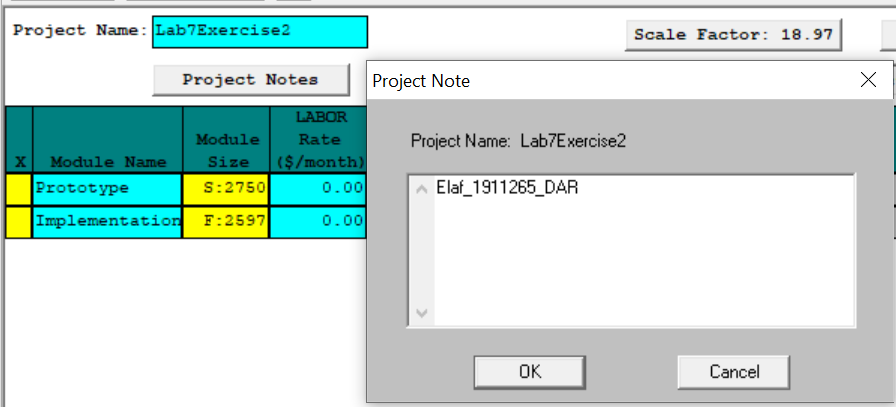 Project Name: Lab7Exercise2
Scale Factor: 18.97
Project Notes
X Module Name Module Size LABOR Rate ($/month)
Prototype S:2750 0.00
Implementation F:2597 0.00
Project Note
Project Name: Lab7Exercise2
Elaf_1911265_DAR
OK Cancel